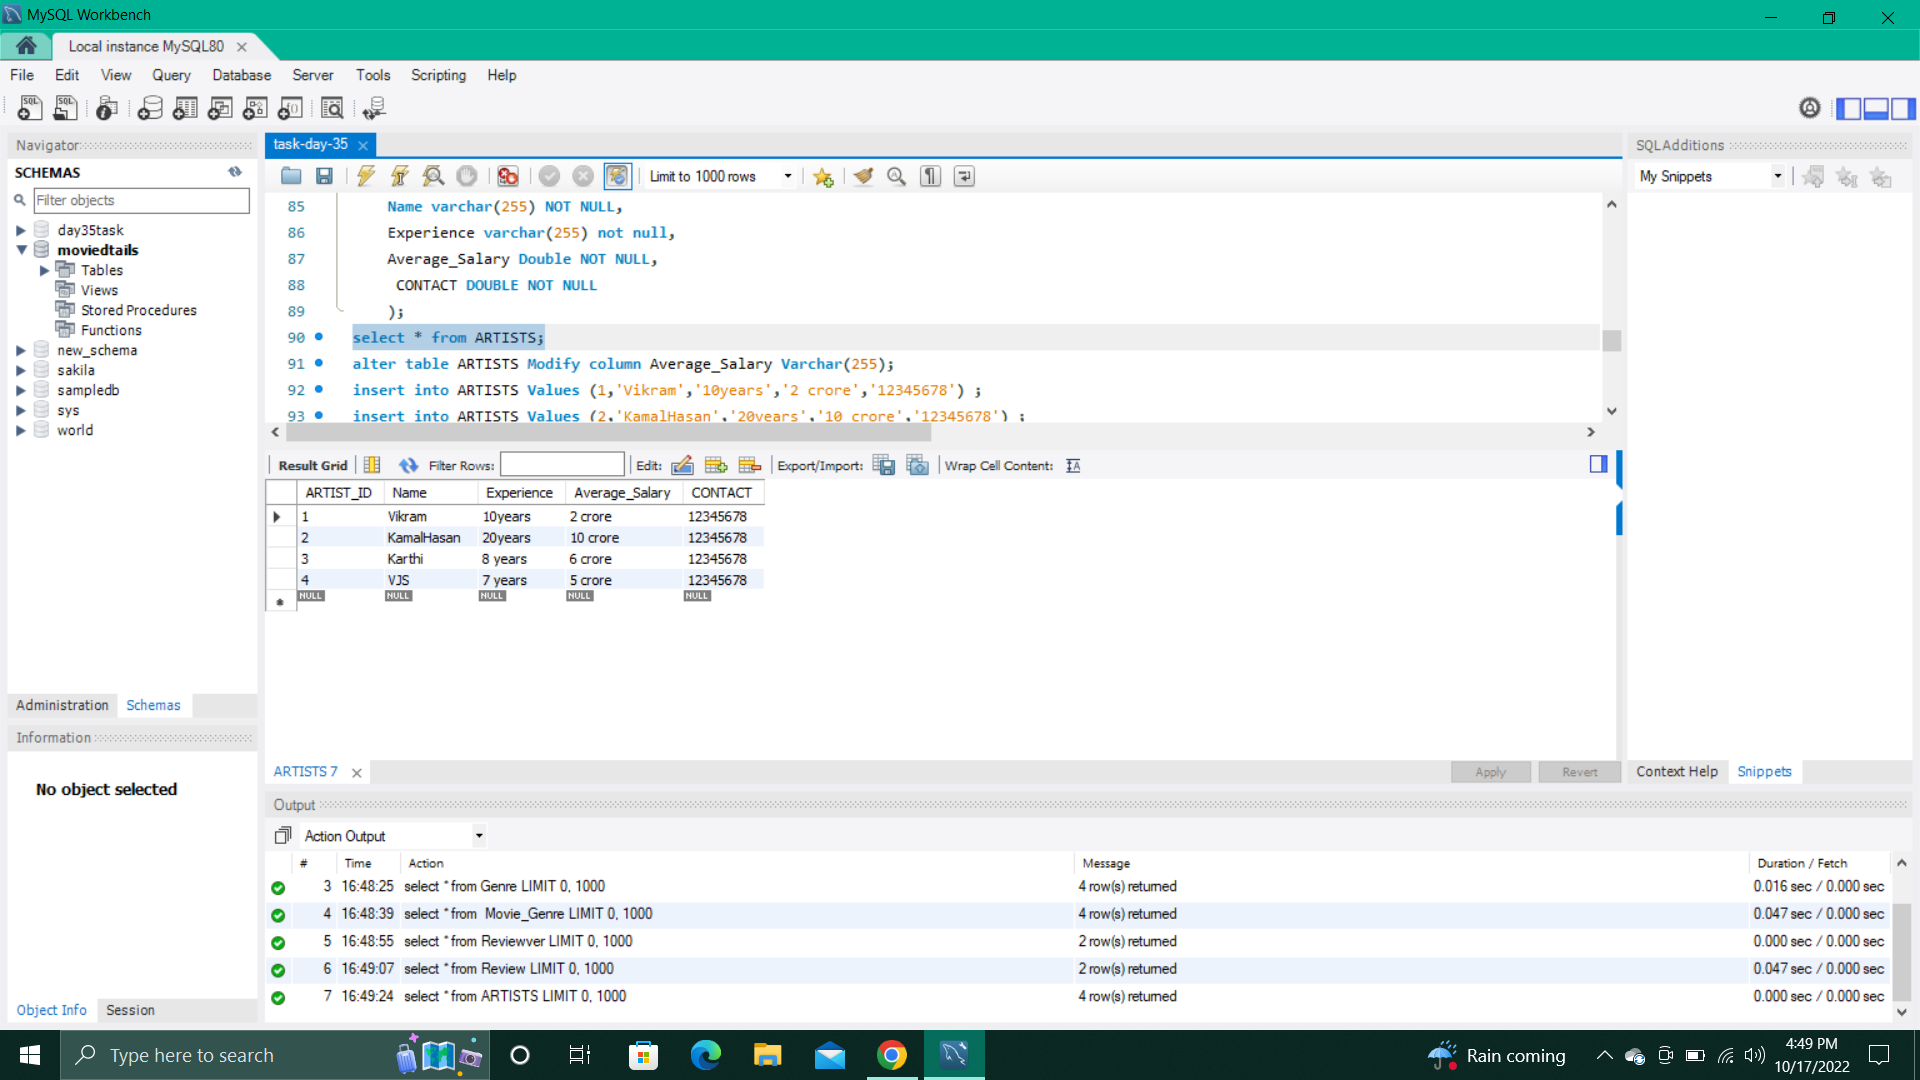 MySQL Workbench
Local instance MySQL80
File Edit View Query Database Server Tools Scripting Help
Navigator
SCHEMAS
Filter objects
day35task
moviedtails
Tables
Views
Stored Procedures
Functions
new_schema
sakila
sampledb
sys
world
Administration Schemas
Information
No object selected
Object Info Session
task-day-35
Limit to 1000 rows
85 Name varchar(255) NOT NULL,
86 Experience varchar(255) not null,
87 Average_Salary Double NOT NULL,
88 CONTACT DOUBLE NOT NULL
89 );
90 select * from ARTISTS;
91 alter table ARTISTS Modify column Average_Salary Varchar(255);
92 insert into ARTISTS Values (1,'Vikram','10years','2 crore','12345678') ;
93 insert into ARTISTS Values (2,'KamalHasan','20years','10 crore','12345678') ;
Result Grid Filter Rows: Edit: Export/Import: Wrap Cell Content:
ARTIST_ID Name Experience Average_Salary CONTACT
1 Vikram 10years 2 crore 12345678
2 KamalHasan 20years 10 crore 12345678
3 Karthi 8 years 6 crore 12345678
4 VJS 7 years 5 crore 12345678
NULL NULL NULL NULL NULL
ARTISTS 7
Apply Revert
SQLAdditions
My Snippets
Context Help Snippets
Output
Action Output
# Time Action Message Duration / Fetch
3 16:48:25 select * from Genre LIMIT 0, 1000 4 row(s) returned 0.016 sec / 0.000 sec
4 16:48:39 select * from Movie_Genre LIMIT 0, 1000 4 row(s) returned 0.047 sec / 0.000 sec
5 16:48:55 select * from Reviewver LIMIT 0, 1000 2 row(s) returned 0.000 sec / 0.000 sec
6 16:49:07 select * from Review LIMIT 0, 1000 2 row(s) returned 0.047 sec / 0.000 sec
7 16:49:24 select * from ARTISTS LIMIT 0, 1000 4 row(s) returned 0.000 sec / 0.000 sec
Type here to search
Rain coming
4:49 PM
10/17/2022